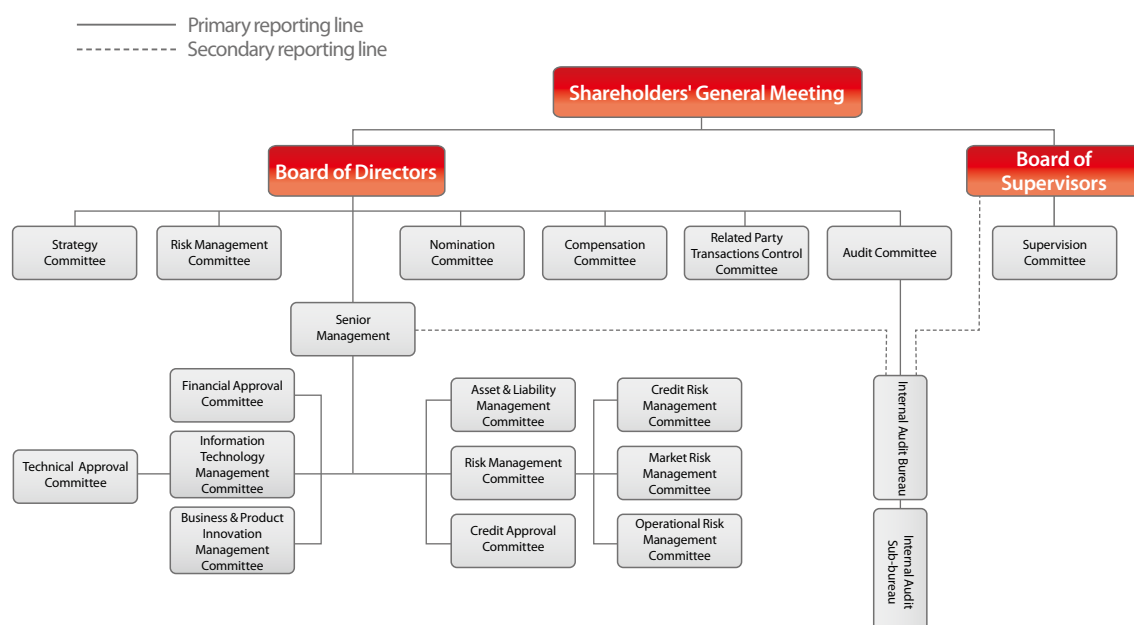 Primary reporting line
Secondary reporting line
Shareholders' General Meeting
Board of Directors
Board of
Supervisors
Strategy
Committee
Risk Management
Committee
Nomination
Committee
Compensation
Committee
Related Party
Transactions Control
Committee
Audit Committee
Supervision
Committee
Senior
Management
Financial Approval
Committee
Asset & Liability
Management
Committee
Credit Risk
Management
Committee
Internal Audit Bureau
Technical Approval
Committee
Information
Technology
Management
Committee
Risk Management
Committee
Market Risk
Management
Committee
Business & Product
Innovation
Management
Committee
Credit Approval
Committee
Operational Risk
Management
Committee
Internal Audit
Sub-bureau